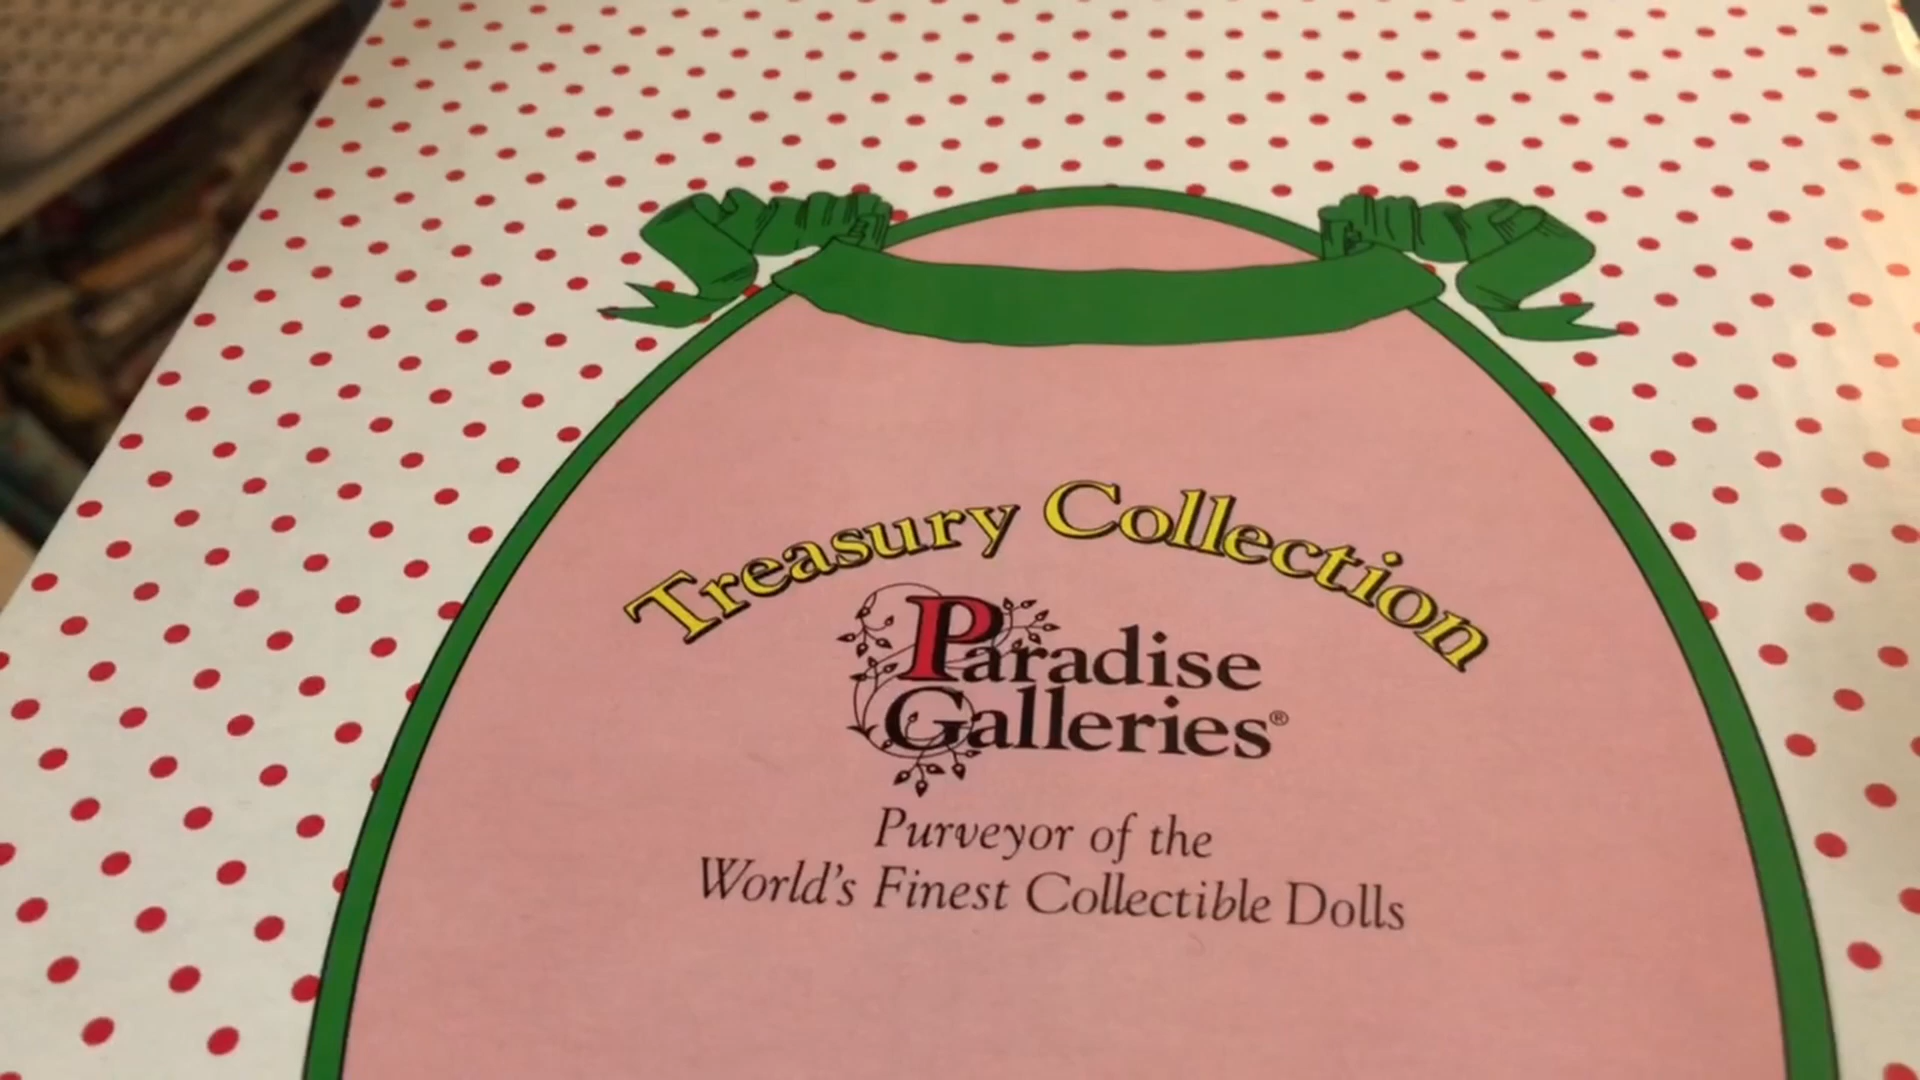 Treasury Collection
Paradise
Galleries®
Purveyor of the
World's Finest Collectible Dolls